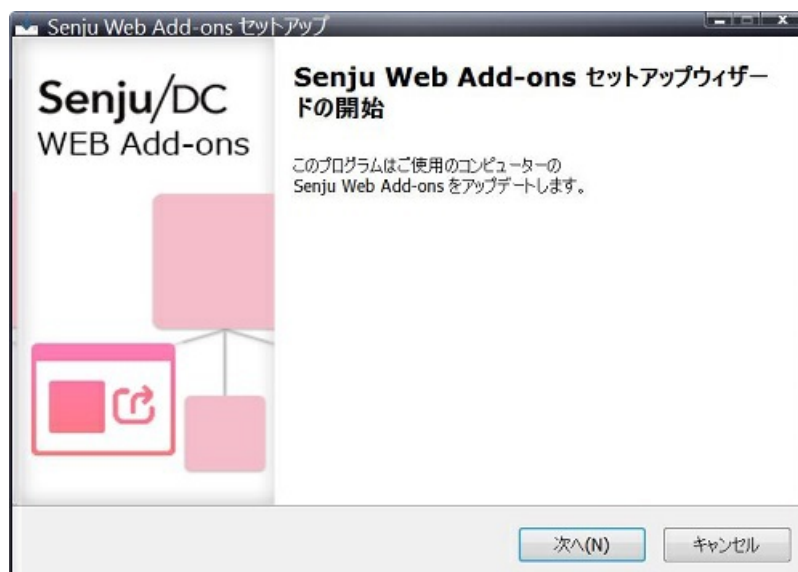 Senju Web Add-ons セットアップ
Senju/DC
WEB Add-ons
Senju Web Add-ons セットアップウィザー
ドの開始
このプログラムはご使用のコンピューターの
Senju Web Add-ons をアップデートします。
次へ(N)
キャンセル